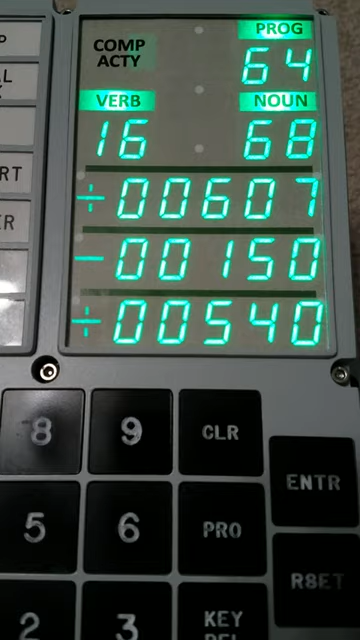 COMP
ACTY
PROG
64
VERB
NOUN
16
68
+00607
-00150
+00540
RT
ER
8
9
CLR
ENTR
5
6
PRO
RSET
2
3
KEY
REL